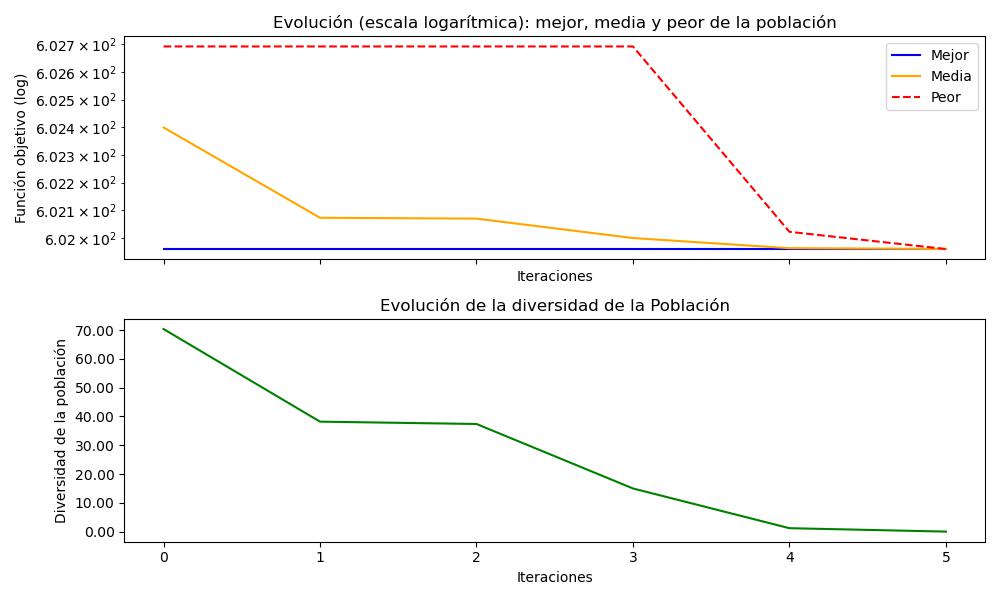 Evolución (escala logarítmica): mejor, media y peor de la población
6.027 × 10²
6.026 × 10²
6.025 × 10²
6.024 × 10²
6.023 × 10²
6.022 × 10²
6.021 × 10²
6.02 × 10²
Función objetivo (log)
Mejor
Media
Peor
Iteraciones
Evolución de la diversidad de la Población
70.00
60.00
50.00
40.00
30.00
20.00
10.00
0.00
Diversidad de la población
0 1 2 3 4 5
Iteraciones